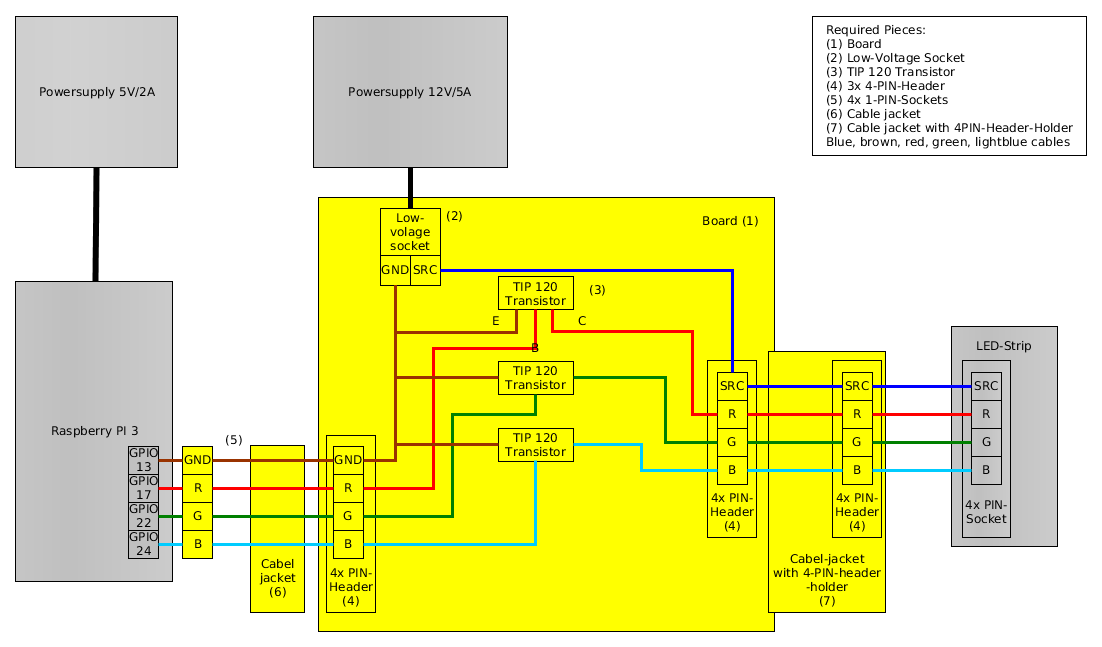 Powersupply 5V/2A
Powersupply 12V/5A
Required Pieces:
(1) Board
(2) Low-Voltage Socket
(3) TIP 120 Transistor
(4) 3x 4-PIN-Header
(5) 4x 1-PIN-Sockets
(6) Cable jacket
(7) Cable jacket with 4PIN-Header-Holder
Blue, brown, red, green, lightblue cables
Low-
volage
socket
(2)
GND SRC
Board (1)
TIP 120
Transistor
(3)
E
C
B
TIP 120
Transistor
TIP 120
Transistor
Raspberry PI 3
GPIO
13
GPIO
17
GPIO
22
GPIO
24
(5)
GND
R
G
B
Cabel
jacket
(6)
GND
R
G
B
4x PIN-
Header
(4)
SRC
R
G
B
4x PIN-
Header
(4)
SRC
R
G
B
4x PIN-
Header
(4)
Cabel-jacket
with 4-PIN-header
-holder
(7)
LED-Strip
SRC
R
G
B
4x PIN-
Socket